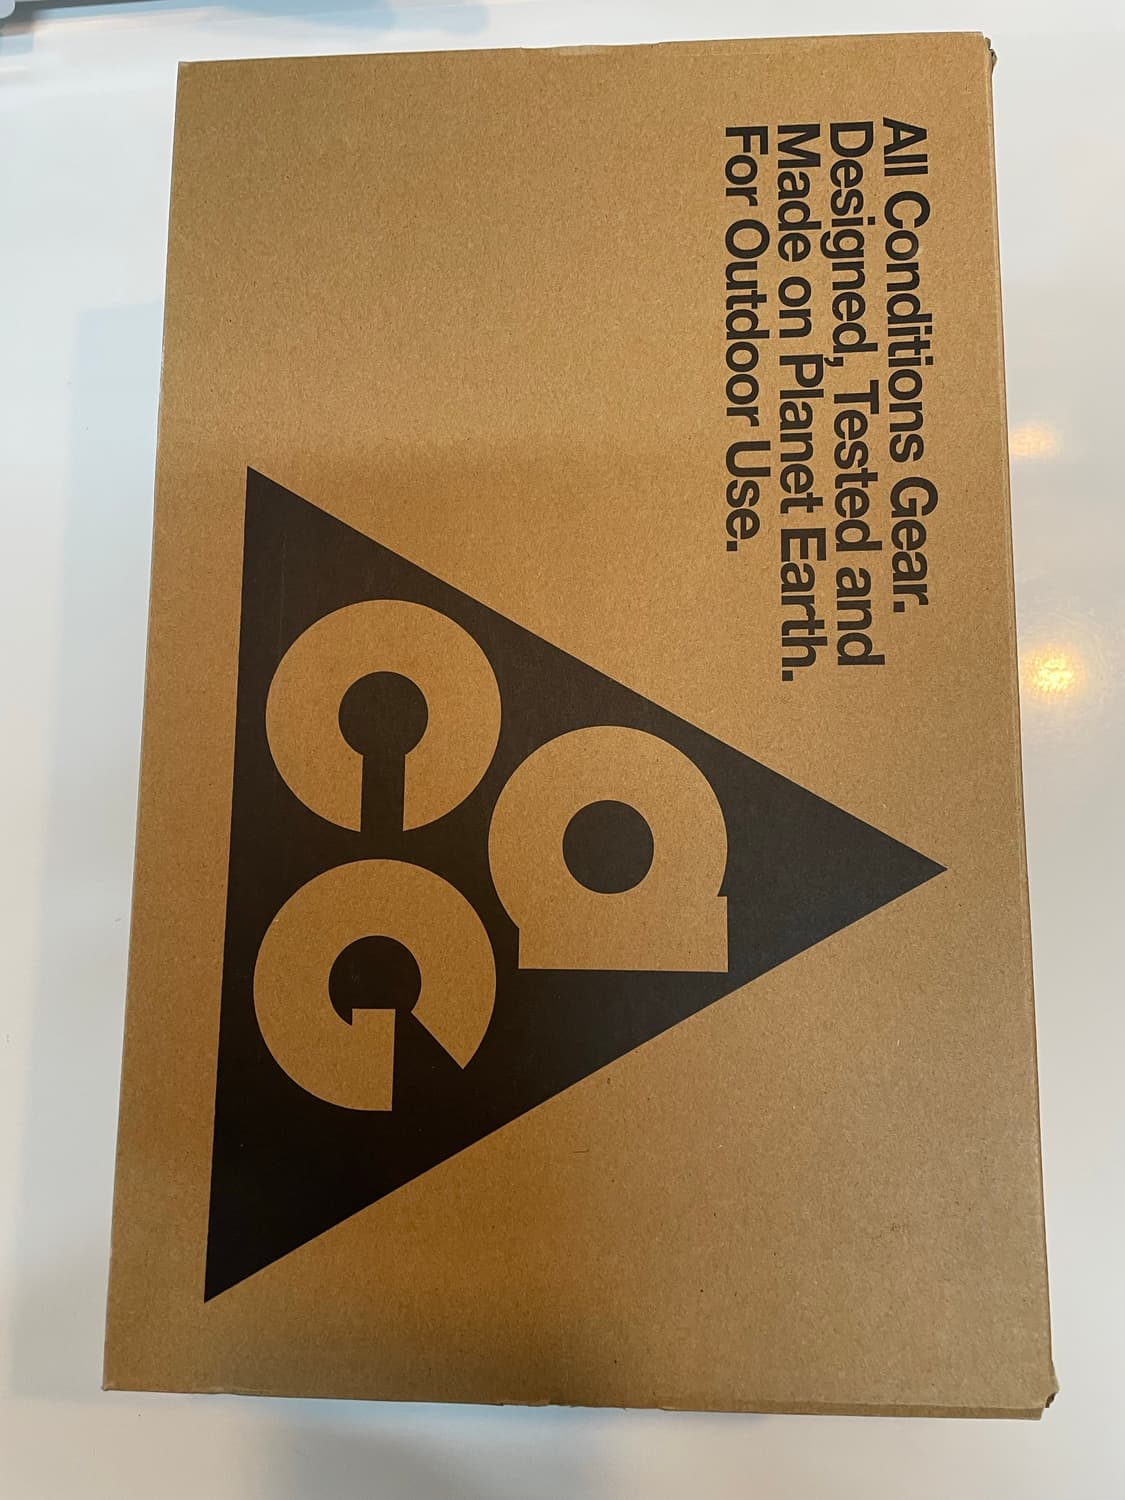 All Conditions Gear.
Designed, Tested and
Made on Planet Earth.
For Outdoor Use.
a
c G